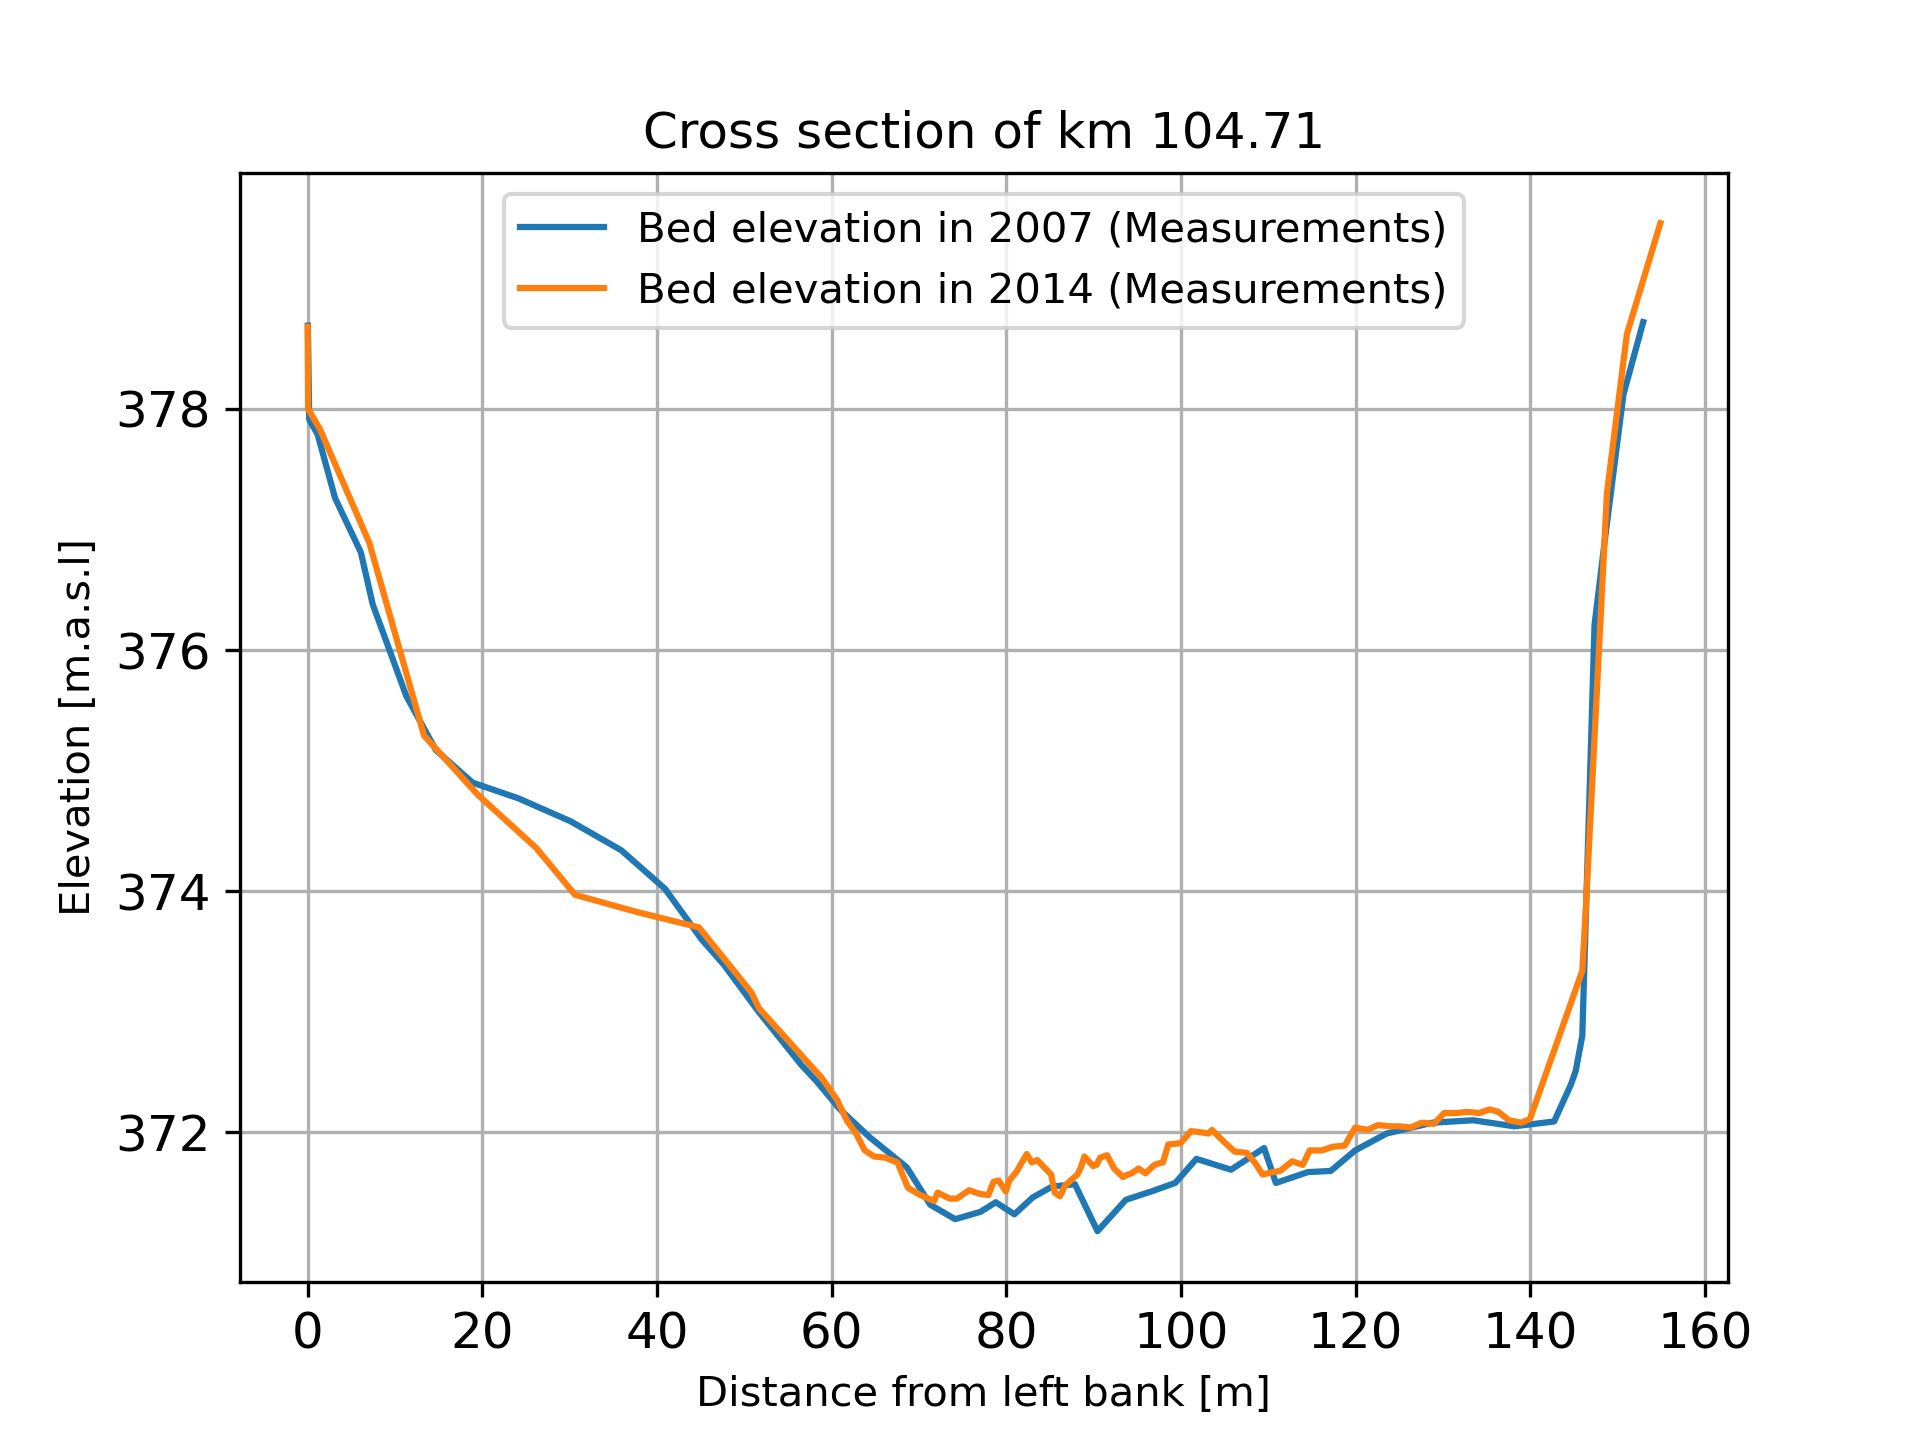 Cross section of km 104.71
Bed elevation in 2007 (Measurements)
Bed elevation in 2014 (Measurements)
378
376
374
372
Elevation [m.a.s.l]
0 20 40 60 80 100 120 140 160
Distance from left bank [m]